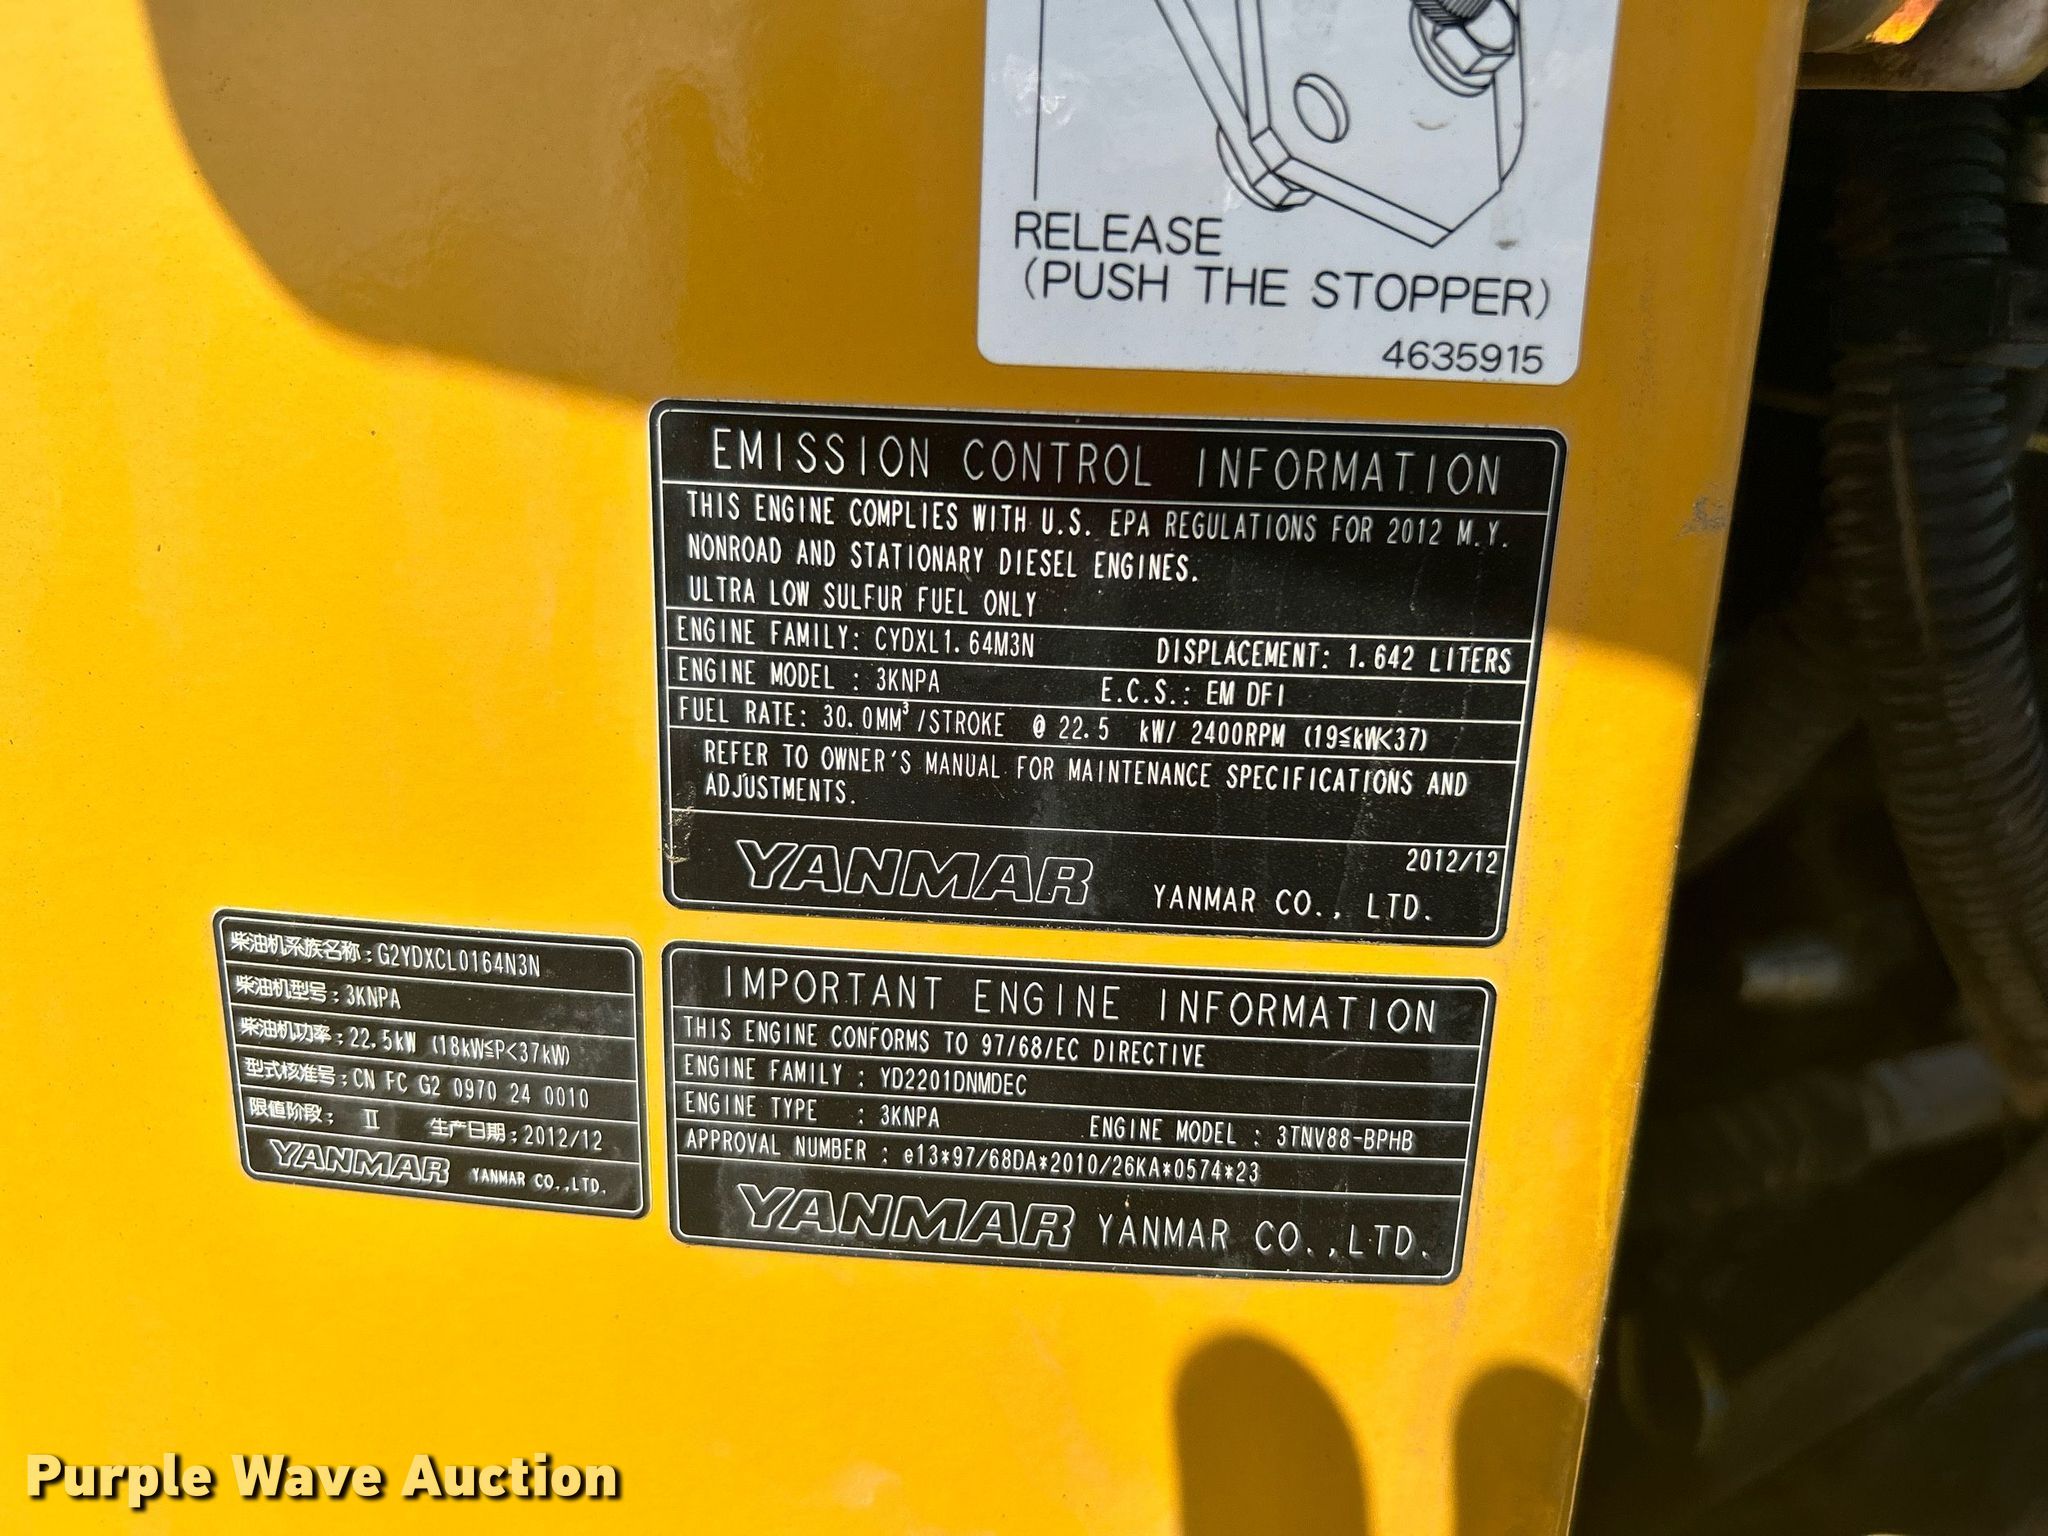 RELEASE
(PUSH THE STOPPER)
4635915
EMISSION CONTROL INFORMATION
THIS ENGINE COMPLIES WITH U.S. EPA REGULATIONS FOR 2012 M.Y.
NONROAD AND STATIONARY DIESEL ENGINES.
ULTRA LOW SULFUR FUEL ONLY
ENGINE FAMILY: CYDXL1.64M3N DISPLACEMENT: 1.642 LITERS
ENGINE MODEL : 3KNPA E.C.S.: EM DFI
FUEL RATE: 30.0MM³/STROKE @ 22.5 kW/ 2400RPM (19≦kW<37)
REFER TO OWNER'S MANUAL FOR MAINTENANCE SPECIFICATIONS AND
ADJUSTMENTS.
2012/12
YANMAR YANMAR CO., LTD.
柴油机系族名称: G2YDXCL0164N3N
柴油机型号: 3KNPA
柴油机功率: 22.5kW (18kW≦P<37kW)
型式核准号: CN FC G2 0970 24 0010
限值阶段: Ⅱ 生产日期: 2012/12
YANMAR YANMAR CO.,LTD.
IMPORTANT ENGINE INFORMATION
THIS ENGINE CONFORMS TO 97/68/EC DIRECTIVE
ENGINE FAMILY : YD2201DNMDEC
ENGINE TYPE : 3KNPA ENGINE MODEL : 3TNV88-BPHB
APPROVAL NUMBER : e13*97/68DA*2010/26KA*0574*23
YANMAR YANMAR CO.,LTD.
Purple Wave Auction